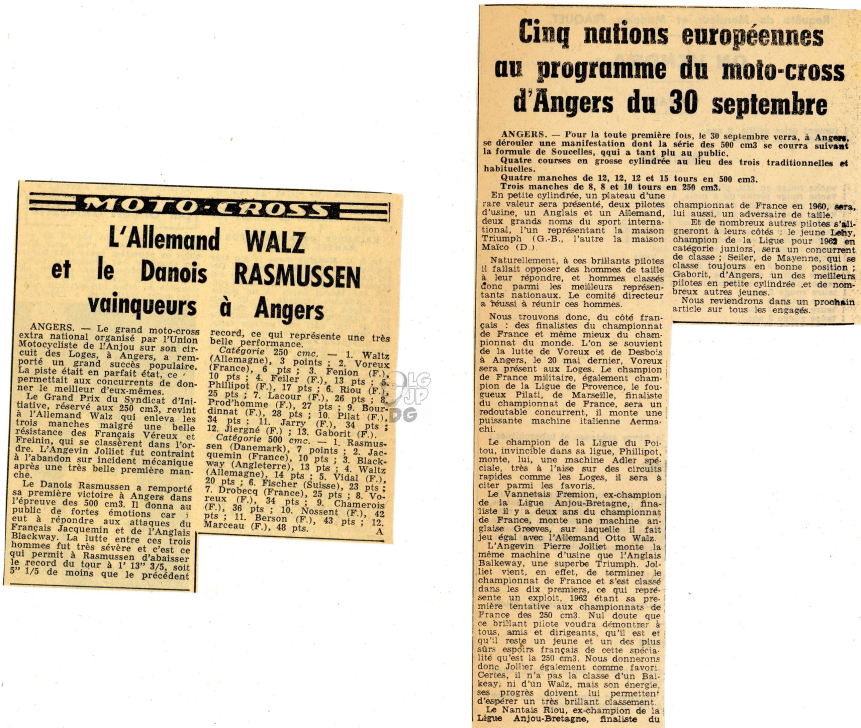 MOTO-CROSS
L'Allemand WALZ
et le Danois RASMUSSEN
vainqueurs à Angers
ANGERS. — Le grand moto-cross
extra national organisé par l'Union
Motocycliste de l'Anjou sur son cir-
cuit des Loges, à Angers, a rem-
porté un grand succès populaire.
La piste était en parfait état, ce
permettait aux concurrents de don-
ner le meilleur d'eux-mêmes.
Le Grand Prix du Syndicat d'Ini-
tiative, réservé aux 250 cm3, revint
à l'Allemand Walz qui enleva les
trois manches malgré une belle
résistance des Français Véreux et
Freinin, qui se classèrent dans l'or-
dre. L'Angevin Jolliet fut contraint
à l'abandon sur incident mécanique
après une très belle première man-
che.
Le Danois Rasmussen a remporté
sa première victoire à Angers dans
l'épreuve des 500 cm3. Il donna au
public de fortes émotions car il
eut à répondre aux attaques du
Français Jacquemin et de l'Anglais
Blackway. La lutte entre ces trois
hommes fut très sévère et c'est ce
qui permit à Rasmussen d'abaisser
le record du tour à 1' 13" 3/5, soit
5" 1/5 de moins que le précédent
record, ce qui représente une très
belle performance.
Catégorie 250 cmc. — 1. Waltz
(Allemagne), 3 points ; 2. Voreux
(France), 6 pts ; 3. Fenion (F.),
10 pts ; 4. Feiler (F.), 13 pts ;
Phillipot (F.), 17 pts ; 6. Riou (F.),
25 pts ; 7. Lacour (F.), 26 pts ; 8.
Prod'homme (F.), 27 pts ; 9. Bour-
dinnat (F.), 28 pts ; 10. Pilat (F.),
34 pts ; 11. Jarry (F.), 34 pts ;
12. Jiergné (F.) ; 13. Gaborit (F.).
Catégorie 500 cmc. — 1. Rasmus-
sen (Danemark), 7 points ; 2. Jac-
quemin (France), 10 pts ; 3. Black-
way (Angleterre), 13 pts ; 4. Waltz
(Allemagne), 14 pts ; 5. Vidal (F.),
20 pts ; 6. Fischer (Suisse), 23 pts ;
7. Drobecq (France), 25 pts ; 8. Vo-
reux (F.), 34 pts ; 9. Chamerois
(F.), 36 pts ; 10. Nossent (F.), 42
pts ; 11. Berson (F.), 43 pts ; 12.
Marceau (F.), 48 pts. A
Cinq nations européennes
au programme du moto-cross
d'Angers du 30 septembre
ANGERS. — Pour la toute première fois, le 30 septembre verra, à Angers,
se dérouler une manifestation dont la série des 500 cm3 se courra suivant
la formule de Soucelles, qqui a tant plu au public.
Quatre courses en grosse cylindrée au lieu des trois traditionnelles et
habituelles.
Quatre manches de 12, 12, 12 et 15 tours en 500 cm3.
Trois manches de 8, 8 et 10 tours en 250 cm3.
En petite cylindrée, un plateau d'une
rare valeur sera présenté, deux pilotes
d'usine, un Anglais et un Allemand,
deux grands noms du sport inter-
national, l'un représentant la maison
Triumph (G.-B., l'autre la maison
Maïco (D.)
Naturellement, à ces brillants pilotes
il fallait opposer des hommes de taille
à leur répondre, et hommes classés
donc parmi les meilleurs représen-
tants nationaux. Le comité directeur
a réussi à réunir ces hommes.
Nous trouvons donc, du côté fran-
çais : des finalistes du championnat
de France et même mieux du cham-
pionnat du monde. L'on se souvient
de la lutte de Voreux et de Desbois
à Angers, le 20 mai dernier, Voreux
sera présent aux Loges. Le champion
de France militaire, également cham-
pion de la Ligue de Provence, le fou-
gueux Pilati, de Marseille, finaliste
du championnat de France, sera un
redoutable concurrent, il monte une
puissante machine italienne Aerma-
chi.
Le champion de la Ligue du Poi-
tou, invincible dans sa ligue, Phillipot,
monte, lui, une machine Adler spé-
ciale, très à l'aise sur des circuits
rapides comme les Loges, il sera à
citer parmi les favoris.
Le Vannetais Fremion, ex-champion
de la Ligue Anjou-Bretagne, fina-
liste il y a deux ans du championnat
de France, monte une machine an-
glaise Greeves, sur laquelle il fait
jeu égal avec l'Allemand Otto Walz.
L'Angevin Pierre Jolliet monte la
même machine d'usine que l'Anglais
Balkeway, une superbe Triumph. Jol-
liet vient, en effet, de terminer le
championnat de France et s'est classé
dans les dix premiers, ce qui repré-
sente un exploit, 1962 étant sa pre-
mière tentative aux championnats de
France des 250 cm3. Nul doute que
ce brillant pilote voudra démontrer à
tous, amis et dirigeants, qu'il est et
qu'il reste un jeune et un des plus
sûrs espoirs français de cette spécia-
lité qu'est la 250 cm3. Nous donnerons
donc Jollier également comme favori.
Certes, il n'a pas la classe d'un Bal-
keay, ni d'un Walz, mais son énergie,
ses progrès doivent lui permettent
d'espérer un très brillant classement.
Le Nantais Riou, ex-champion de la
Ligue Anjou-Bretagne, finaliste du
championnat de France en 1960, sera,
lui aussi, un adversaire de taille.
Et de nombreux autres pilotes s'ali-
gneront à leurs côtés : le jeune Lehy,
champion de la Ligue pour 1962 en
catégorie juniors, sera un concurrent
de classe ; Seiler, de Mayenne, qui se
classe toujours en bonne position ;
Gaborit, d'Angers, un des meilleurs
pilotes en petite cylindrée et de nom-
breux autres jeunes.
Nous reviendrons dans un prochain
article sur tous les engagés.